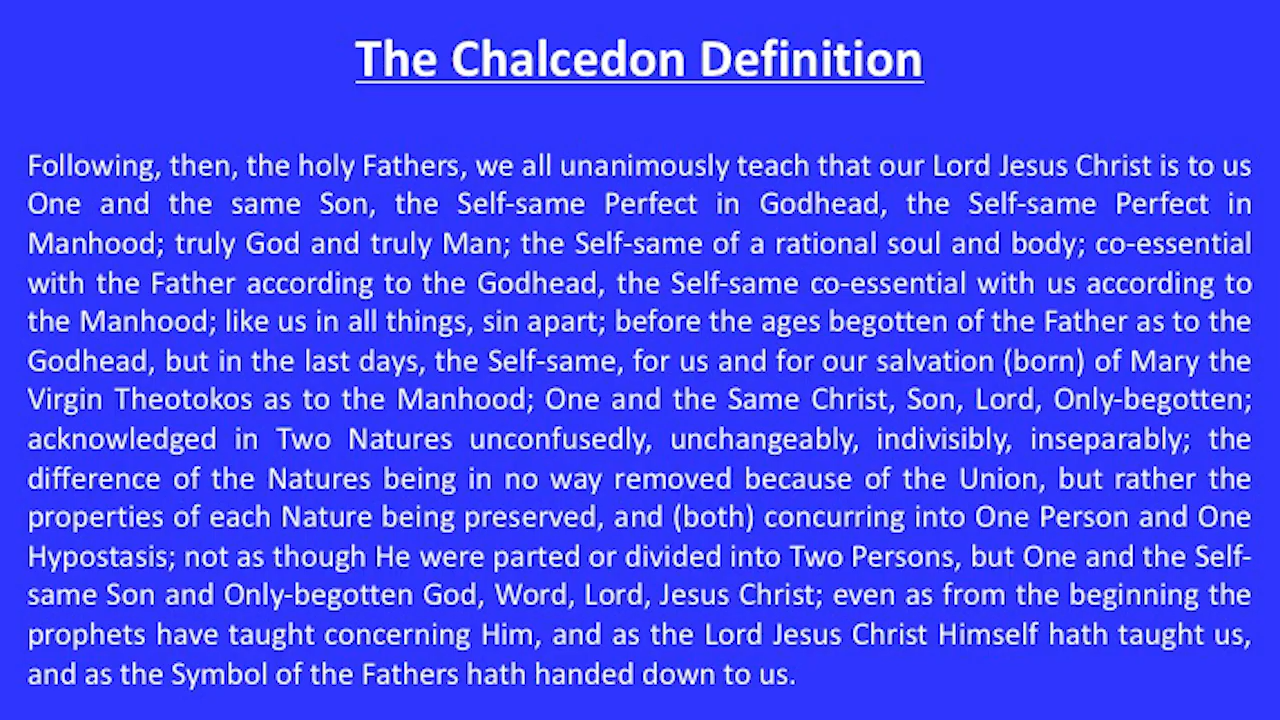 The Chalcedon Definition
Following, then, the holy Fathers, we all unanimously teach that our Lord Jesus Christ is to us
One and the same Son, the Self-same Perfect in Godhead, the Self-same Perfect in
Manhood; truly God and truly Man; the Self-same of a rational soul and body; co-essential
with the Father according to the Godhead, the Self-same co-essential with us according to
the Manhood; like us in all things, sin apart; before the ages begotten of the Father as to the
Godhead, but in the last days, the Self-same, for us and for our salvation (born) of Mary the
Virgin Theotokos as to the Manhood; One and the Same Christ, Son, Lord, Only-begotten;
acknowledged in Two Natures unconfusedly, unchangeably, indivisibly, inseparably; the
difference of the Natures being in no way removed because of the Union, but rather the
properties of each Nature being preserved, and (both) concurring into One Person and One
Hypostasis; not as though He were parted or divided into Two Persons, but One and the Self-
same Son and Only-begotten God, Word, Lord, Jesus Christ; even as from the beginning the
prophets have taught concerning Him, and as the Lord Jesus Christ Himself hath taught us,
and as the Symbol of the Fathers hath handed down to us.